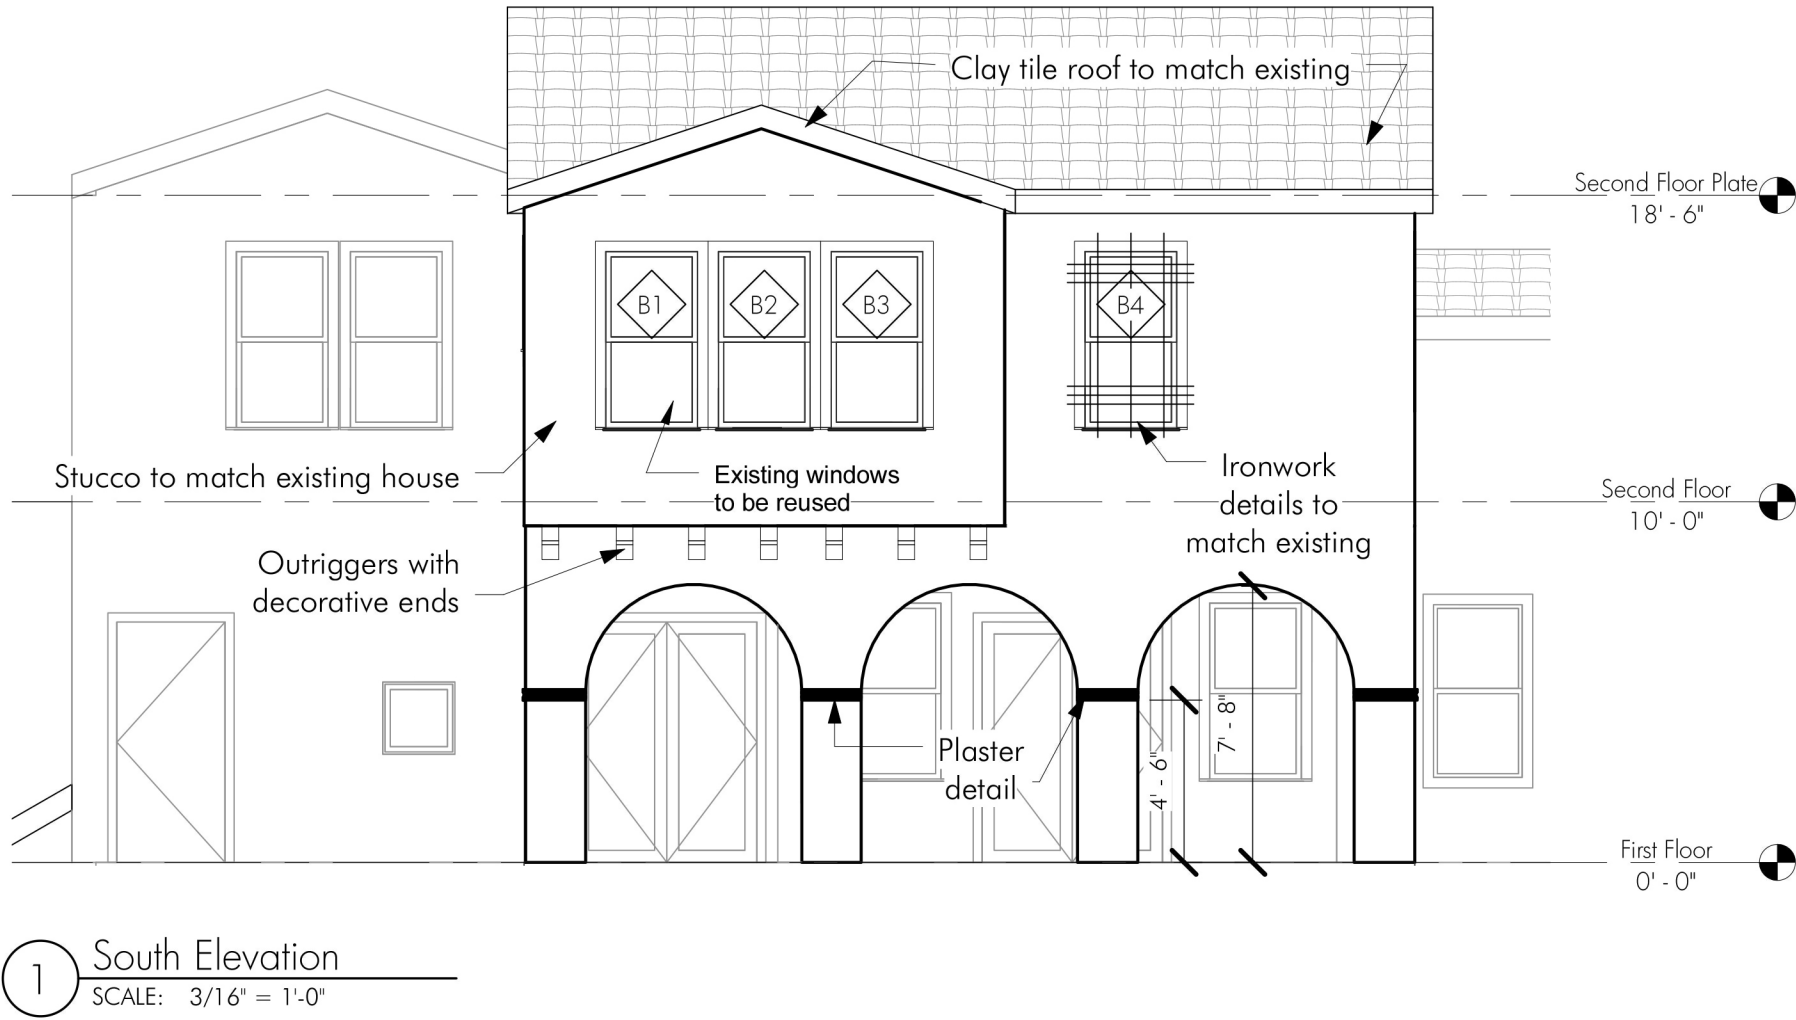 Clay tile roof to match existing
Second Floor Plate
18' - 6"
B1
B2
B3
B4
Stucco to match existing house
Existing windows
to be reused
Ironwork
details to
match existing
Second Floor
10' - 0"
Outriggers with
decorative ends
Plaster
detail
4' - 6"
7' - 8"
First Floor
0' - 0"
1
South Elevation
SCALE: 3/16" = 1'-0"